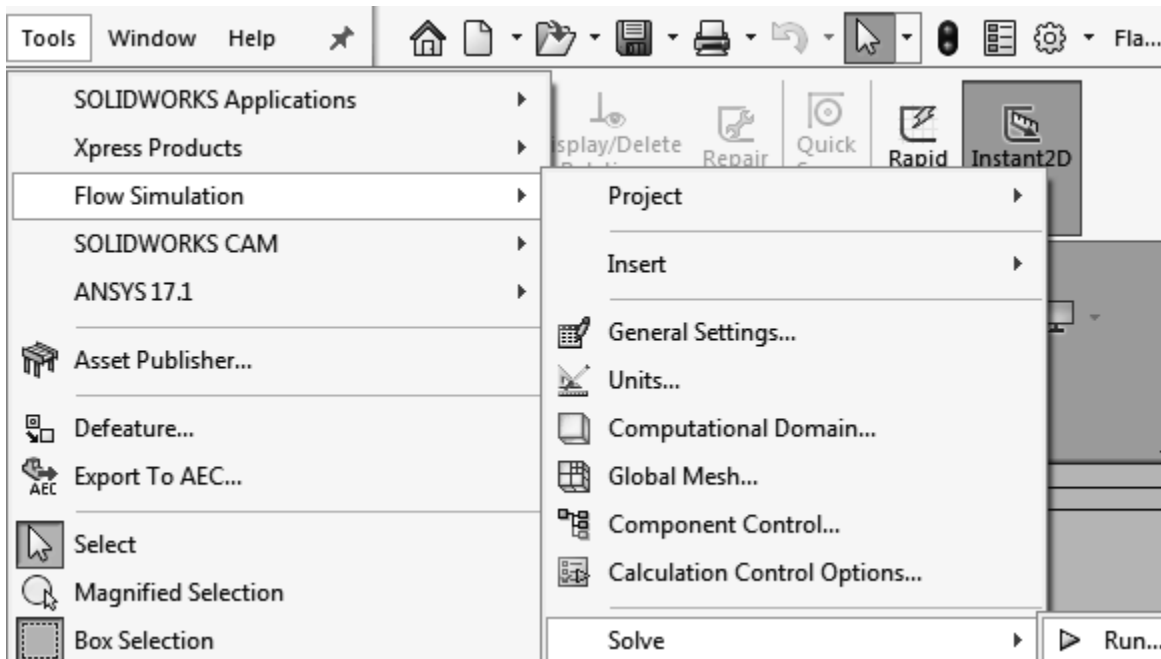 Tools Window Help Fla...
SOLIDWORKS Applications
Xpress Products
Flow Simulation
SOLIDWORKS CAM
ANSYS 17.1
Asset Publisher...
Defeature...
Export To AEC...
AEC
Select
Magnified Selection
Box Selection
splay/Delete
Repair
Quick
Rapid
Instant2D
Project
Insert
General Settings...
Units...
Computational Domain...
Global Mesh...
Component Control...
Calculation Control Options...
Solve
Run...